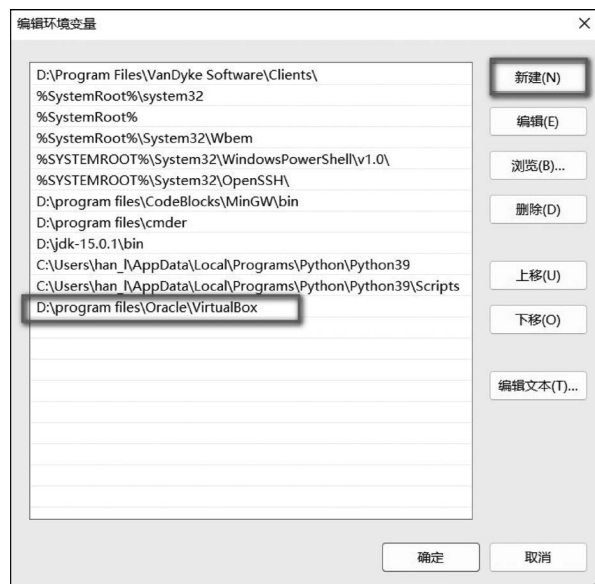 编辑环境变量
D:\Program Files\VanDyke Software\Clients\
%SystemRoot%\system32
%SystemRoot%
%SystemRoot%\System32\Wbem
%SYSTEMROOT%\System32\WindowsPowerShell\v1.0\
%SYSTEMROOT%\System32\OpenSSH\
D:\program files\CodeBlocks\MinGW\bin
D:\program files\cmder
D:\jdk-15.0.1\bin
C:\Users\han_l\AppData\Local\Programs\Python\Python39
C:\Users\han_l\AppData\Local\Programs\Python\Python39\Scripts
D:\program files\Oracle\VirtualBox
新建(N)
编辑(E)
浏览(B)...
删除(D)
上移(U)
下移(O)
编辑文本(T)...
确定
取消